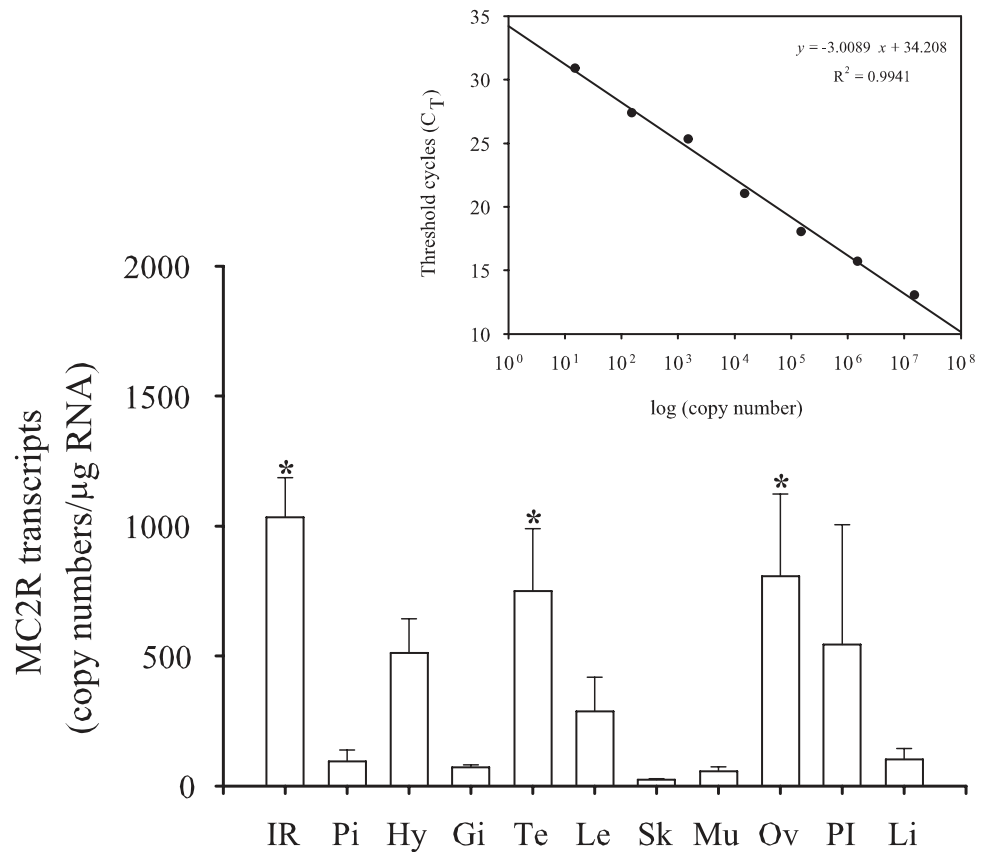 35
30
25
20
15
10
Threshold cycles (C_T)
y = -3.0089 x + 34.208
R² = 0.9941
10⁰ 10¹ 10² 10³ 10⁴ 10⁵ 10⁶ 10⁷ 10⁸
log (copy number)
MC2R transcripts
(copy numbers/µg RNA)
2000
1500
1000
500
0
* * *
IR Pi Hy Gi Te Le Sk Mu Ov PI Li